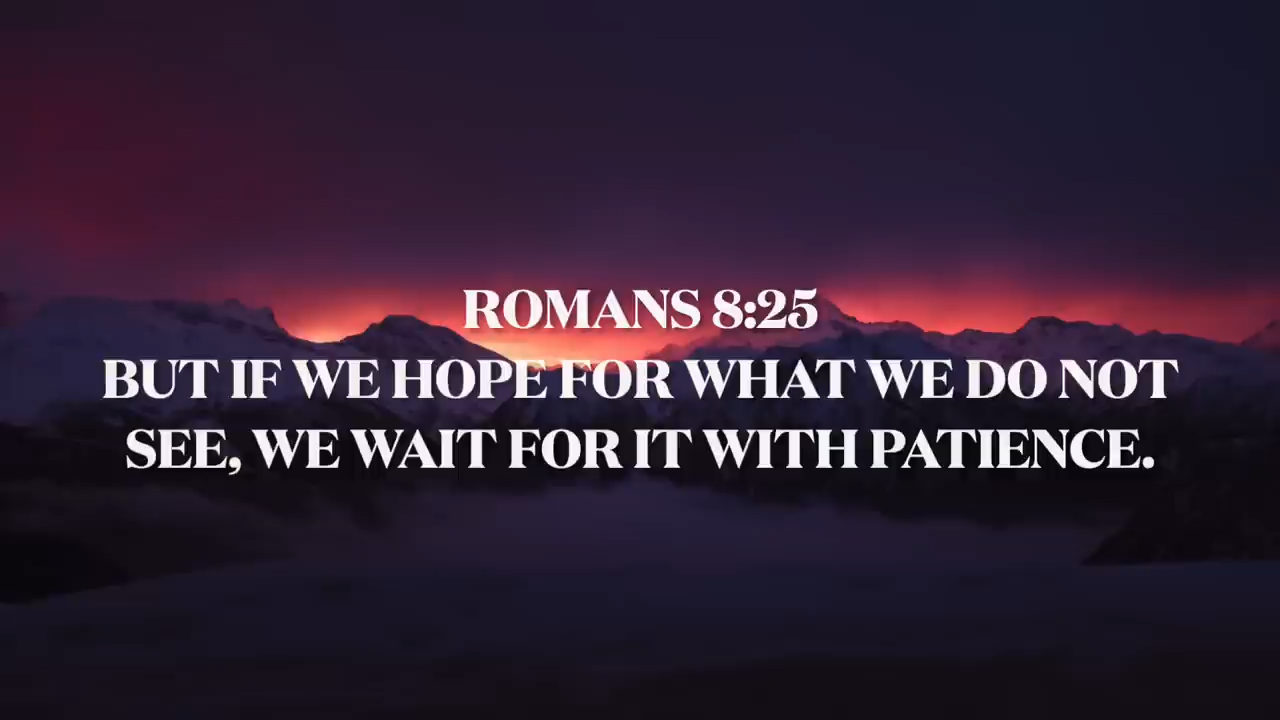 ROMANS 8:25
BUT IF WE HOPE FOR WHAT WE DO NOT
SEE, WE WAIT FOR IT WITH PATIENCE.